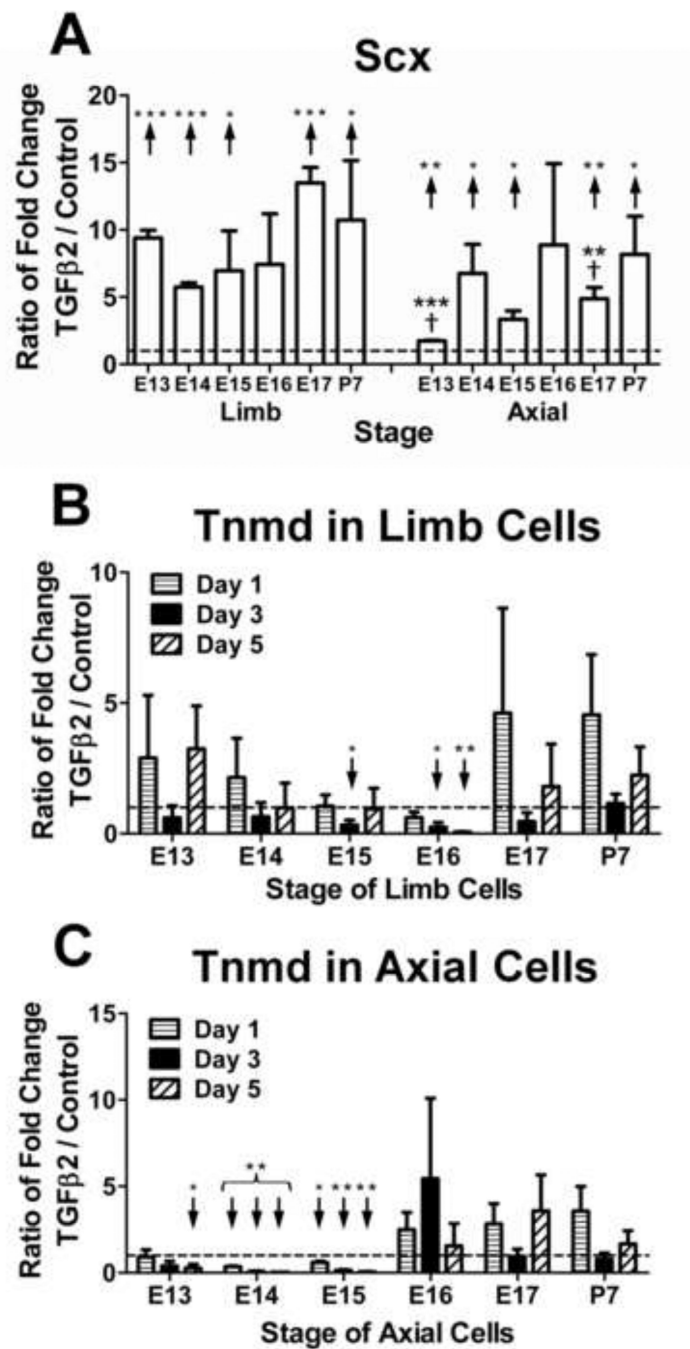 A
Scx
Ratio of Fold Change
TGFβ2 / Control
20
15
10
5
0
*** *** * *** *
** * * ** *
***
†
**
†
E13 E14 E15 E16 E17 P7
E13 E14 E15 E16 E17 P7
Limb
Axial
Stage
B
Tnmd in Limb Cells
Ratio of Fold Change
TGFβ2 / Control
10
5
0
Day 1
Day 3
Day 5
* * **
E13 E14 E15 E16 E17 P7
Stage of Limb Cells
C
Tnmd in Axial Cells
Ratio of Fold Change
TGFβ2 / Control
15
10
5
0
Day 1
Day 3
Day 5
* ** * ** **
E13 E14 E15 E16 E17 P7
Stage of Axial Cells